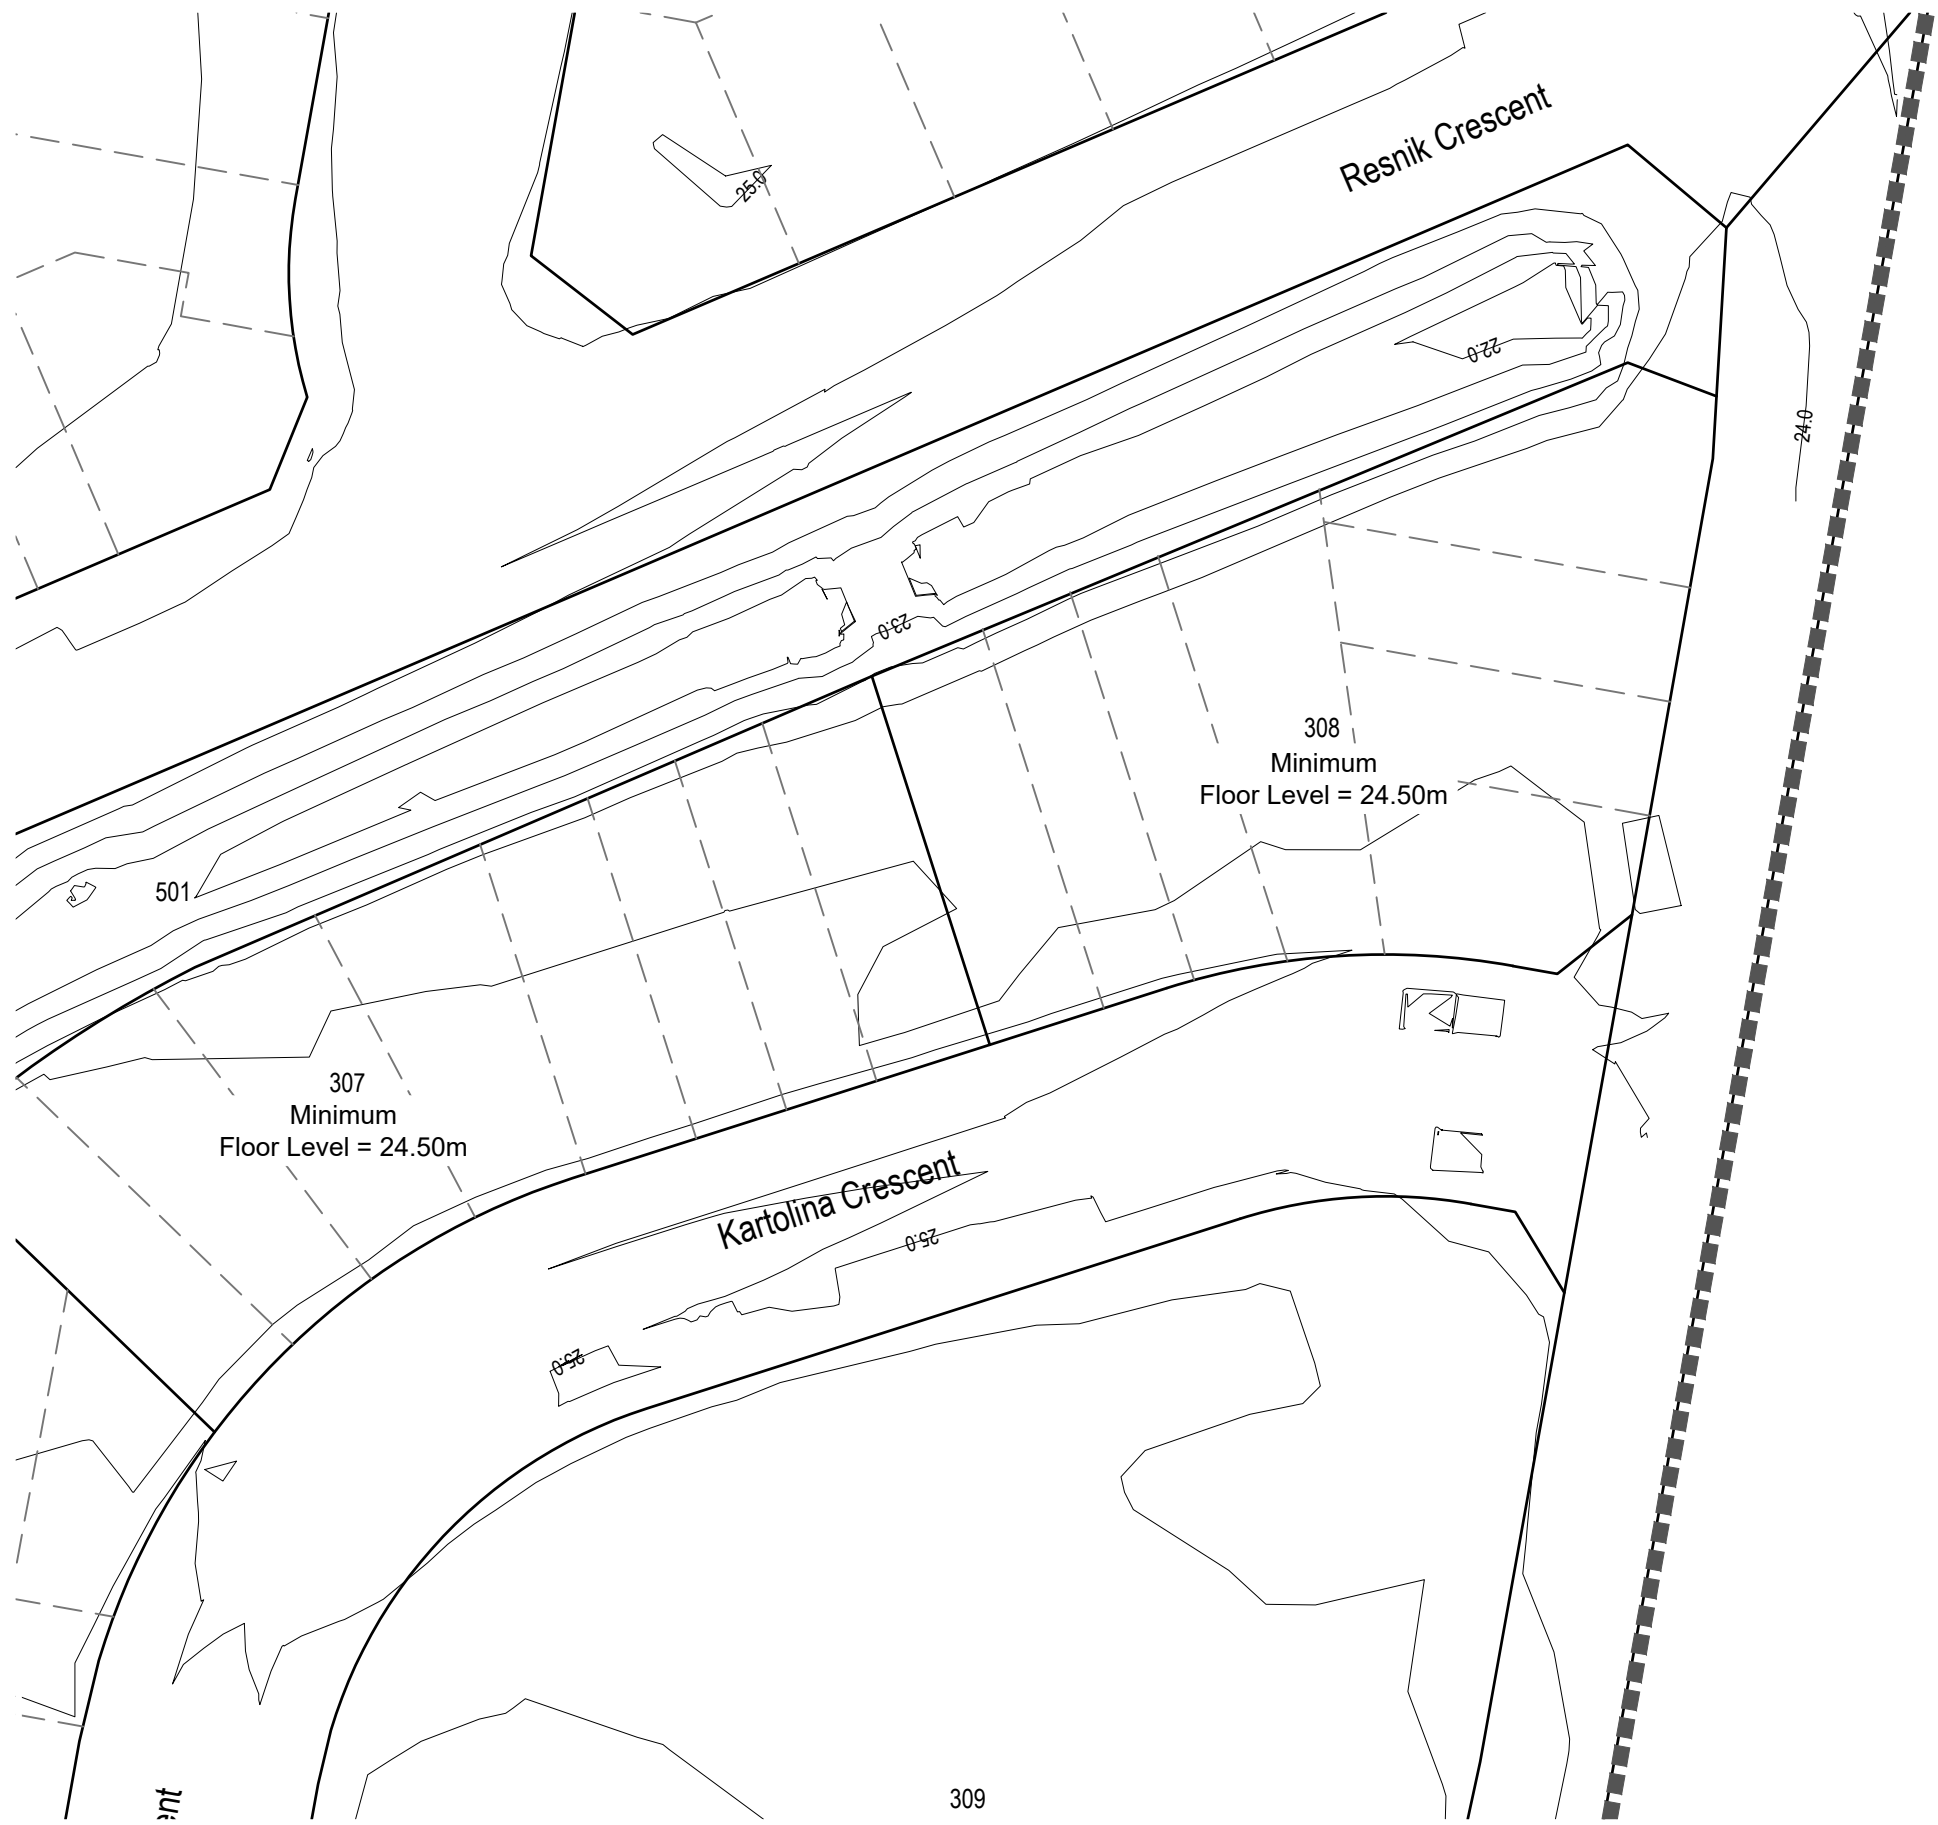 Resnik Crescent
25.0
22.0
24.0
23.0
308
Minimum
Floor Level = 24.50m
501
307
Minimum
Floor Level = 24.50m
Kartolina Crescent
25.0
25.0
309
ent